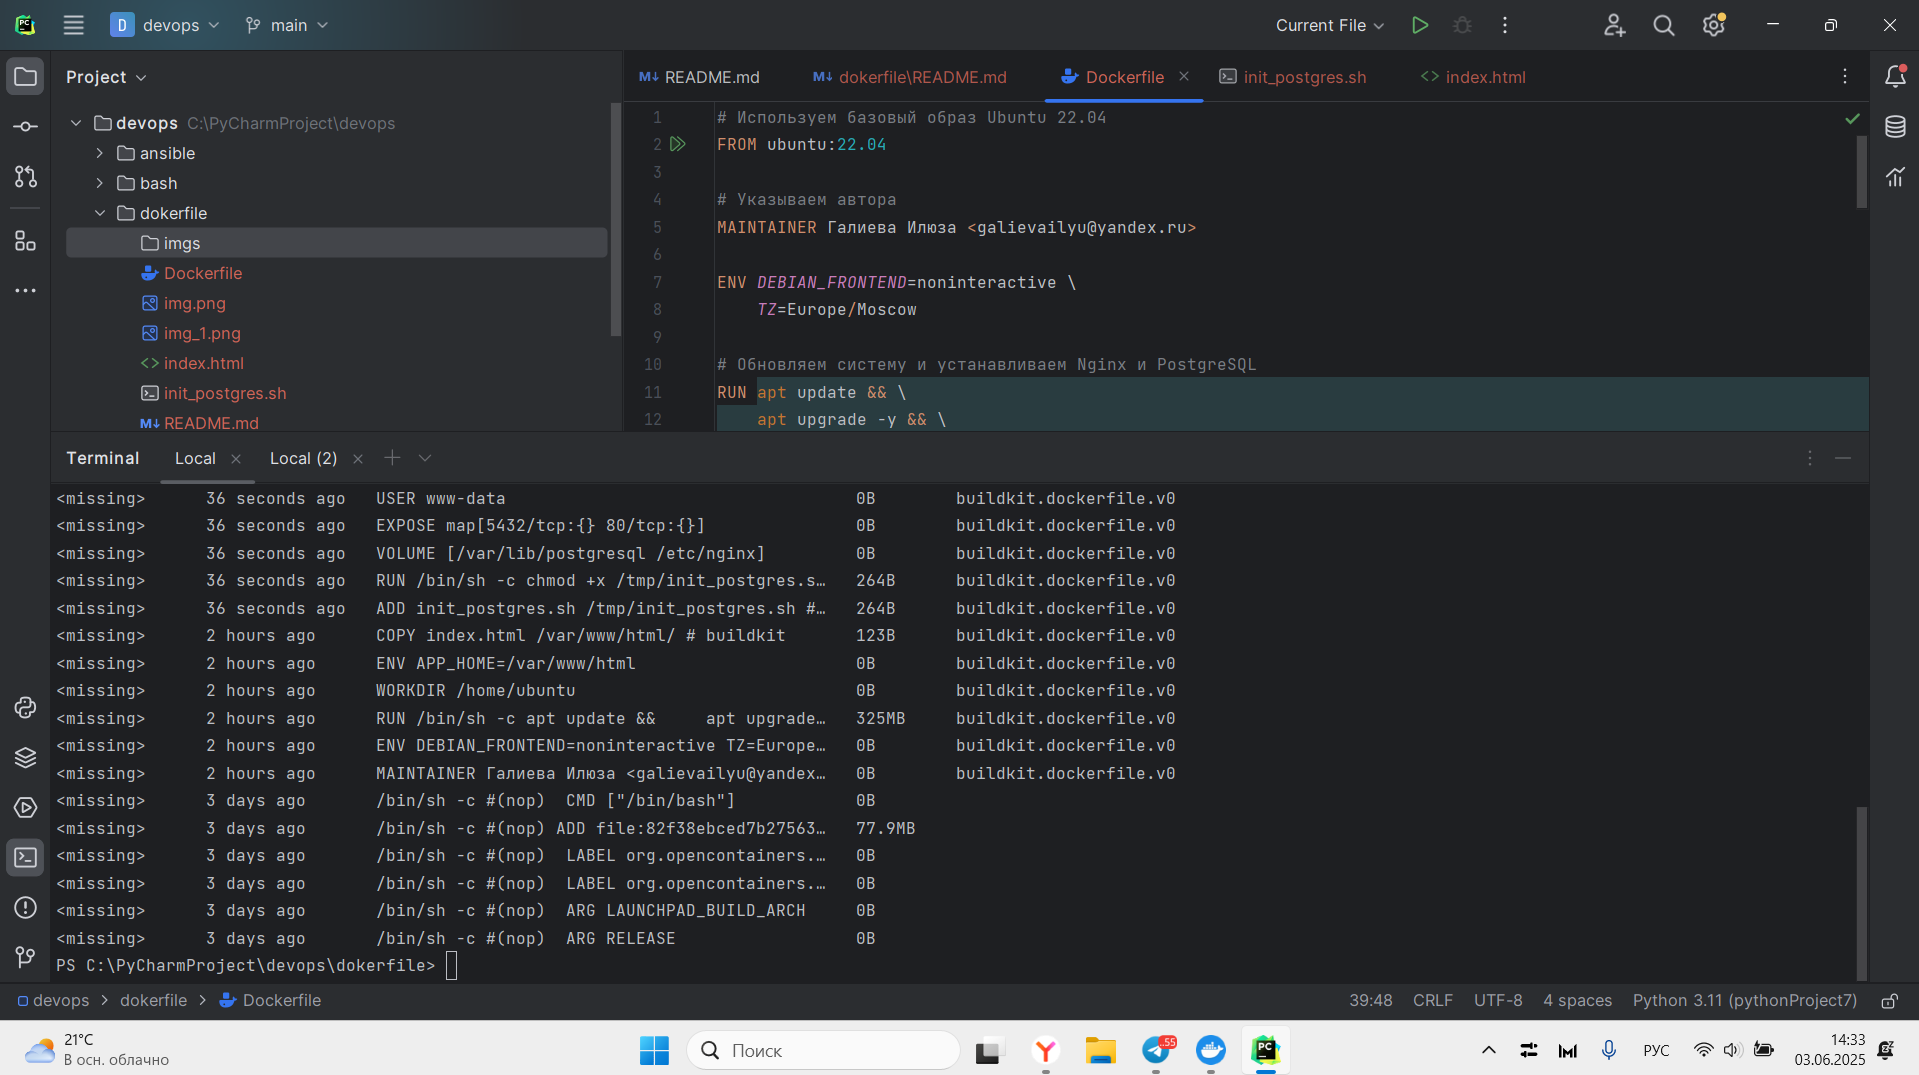 D devops main Current File
Project
devops C:\PyCharmProject\devops
ansible
bash
dokerfile
imgs
Dockerfile
img.png
img_1.png
index.html
init_postgres.sh
M↓ README.md
M↓ README.md M↓ dokerfile\README.md Dockerfile init_postgres.sh <> index.html
1 # Используем базовый образ Ubuntu 22.04
2 FROM ubuntu:22.04
3
4 # Указываем автора
5 MAINTAINER Галиева Илюза <galievailyu@yandex.ru>
6
7 ENV DEBIAN_FRONTEND=noninteractive \
8 TZ=Europe/Moscow
9
10 # Обновляем систему и устанавливаем Nginx и PostgreSQL
11 RUN apt update && \
12 apt upgrade -y && \
Terminal Local Local (2)
<missing> 36 seconds ago USER www-data 0B buildkit.dockerfile.v0
<missing> 36 seconds ago EXPOSE map[5432/tcp:{} 80/tcp:{}] 0B buildkit.dockerfile.v0
<missing> 36 seconds ago VOLUME [/var/lib/postgresql /etc/nginx] 0B buildkit.dockerfile.v0
<missing> 36 seconds ago RUN /bin/sh -c chmod +x /tmp/init_postgres.s… 264B buildkit.dockerfile.v0
<missing> 36 seconds ago ADD init_postgres.sh /tmp/init_postgres.sh #… 264B buildkit.dockerfile.v0
<missing> 2 hours ago COPY index.html /var/www/html/ # buildkit 123B buildkit.dockerfile.v0
<missing> 2 hours ago ENV APP_HOME=/var/www/html 0B buildkit.dockerfile.v0
<missing> 2 hours ago WORKDIR /home/ubuntu 0B buildkit.dockerfile.v0
<missing> 2 hours ago RUN /bin/sh -c apt update && apt upgrade… 325MB buildkit.dockerfile.v0
<missing> 2 hours ago ENV DEBIAN_FRONTEND=noninteractive TZ=Europe… 0B buildkit.dockerfile.v0
<missing> 2 hours ago MAINTAINER Галиева Илюза <galievailyu@yandex… 0B buildkit.dockerfile.v0
<missing> 3 days ago /bin/sh -c #(nop) CMD ["/bin/bash"] 0B
<missing> 3 days ago /bin/sh -c #(nop) ADD file:82f38ebced7b27563… 77.9MB
<missing> 3 days ago /bin/sh -c #(nop) LABEL org.opencontainers.… 0B
<missing> 3 days ago /bin/sh -c #(nop) LABEL org.opencontainers.… 0B
<missing> 3 days ago /bin/sh -c #(nop) ARG LAUNCHPAD_BUILD_ARCH 0B
<missing> 3 days ago /bin/sh -c #(nop) ARG RELEASE 0B
PS C:\PyCharmProject\devops\dokerfile>
devops > dokerfile > Dockerfile 39:48 CRLF UTF-8 4 spaces Python 3.11 (pythonProject7)
21°C
В осн. облачно
Поиск
55
PC
РУС
14:33
03.06.2025